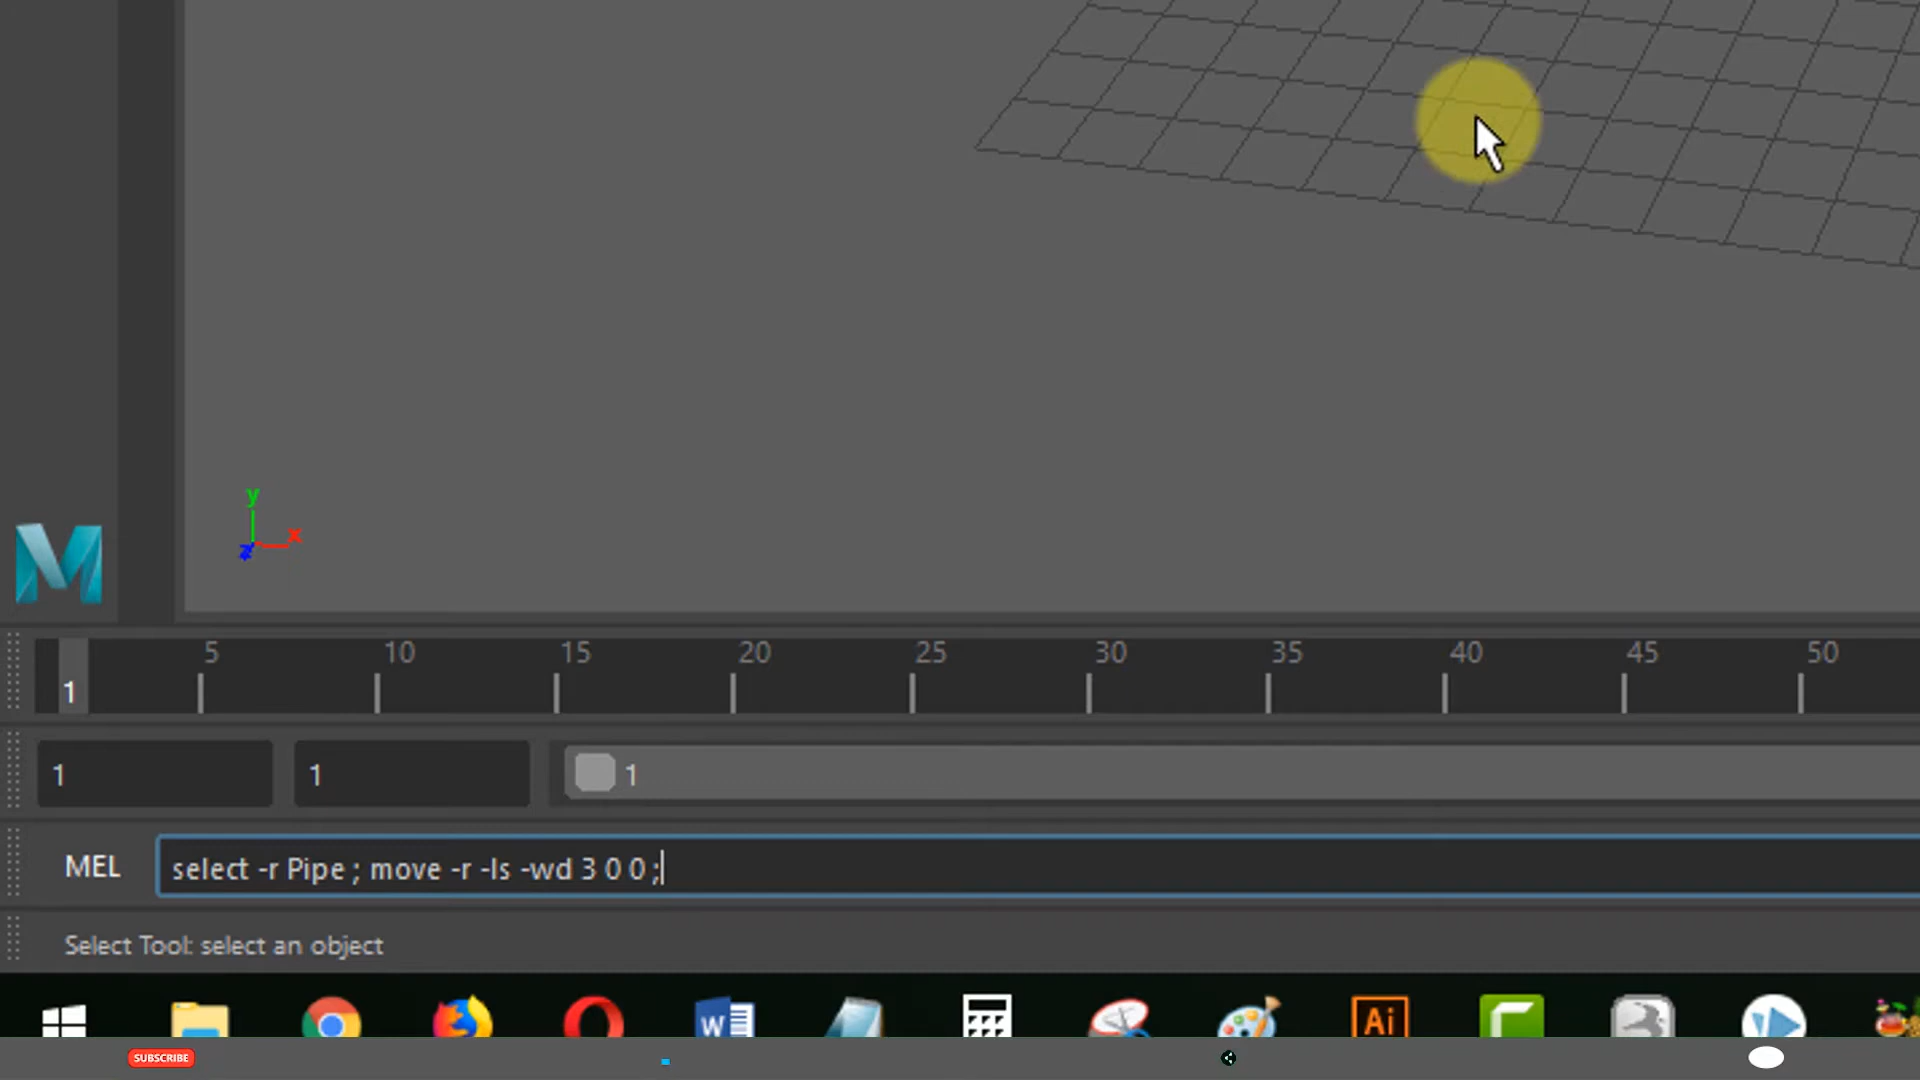 y
x
z
5 10 15 20 25 30 35 40 45 50
1
1 1 1
MEL select -r Pipe ; move -r -ls -wd 3 0 0 ;
Select Tool: select an object
W Ai
SUBSCRIBE